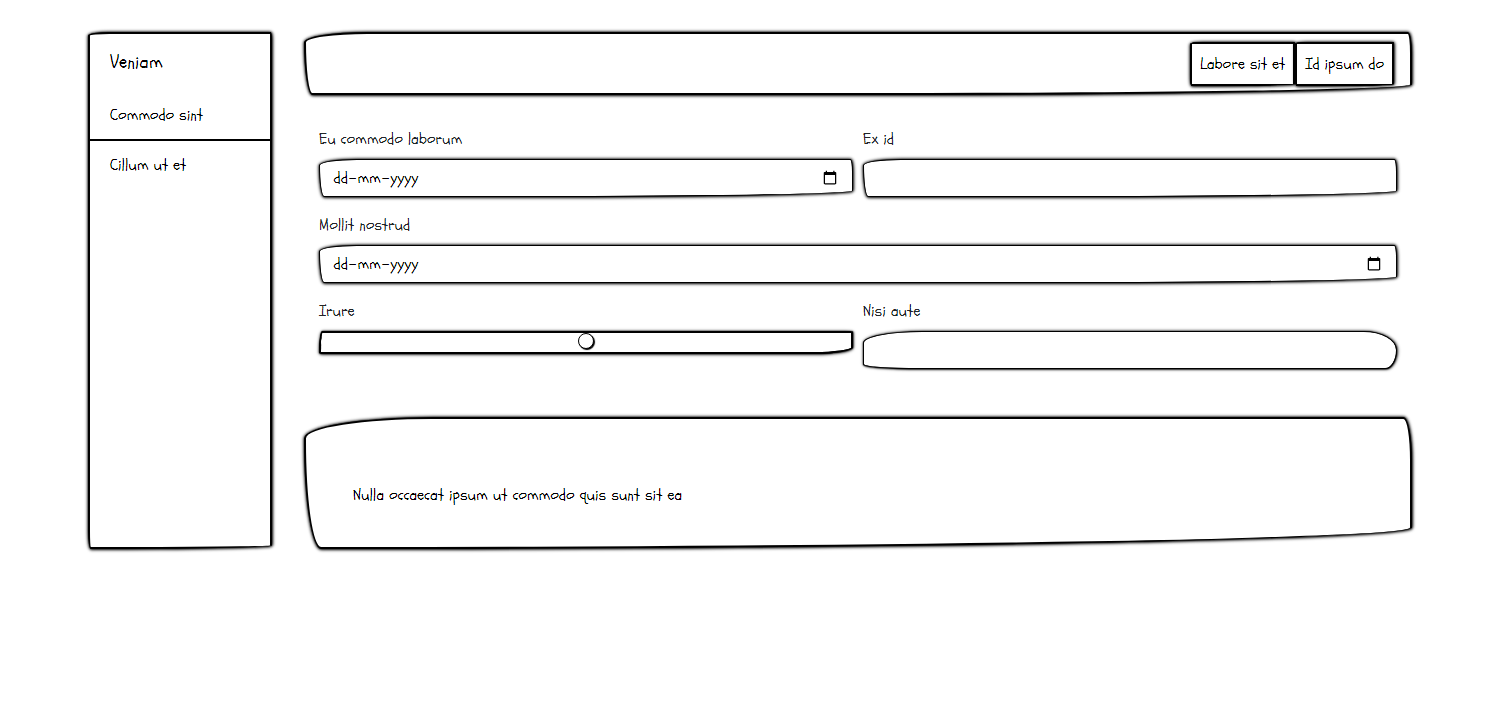 Veniam
Commodo sint
Cillum ut et
Labore sit et
Id ipsum do
Eu commodo laborum
Ex id
dd-mm-yyyy
Mollit nostrud
dd-mm-yyyy
Irure
Nisi aute
Nulla occaecat ipsum ut commodo quis sunt sit ea